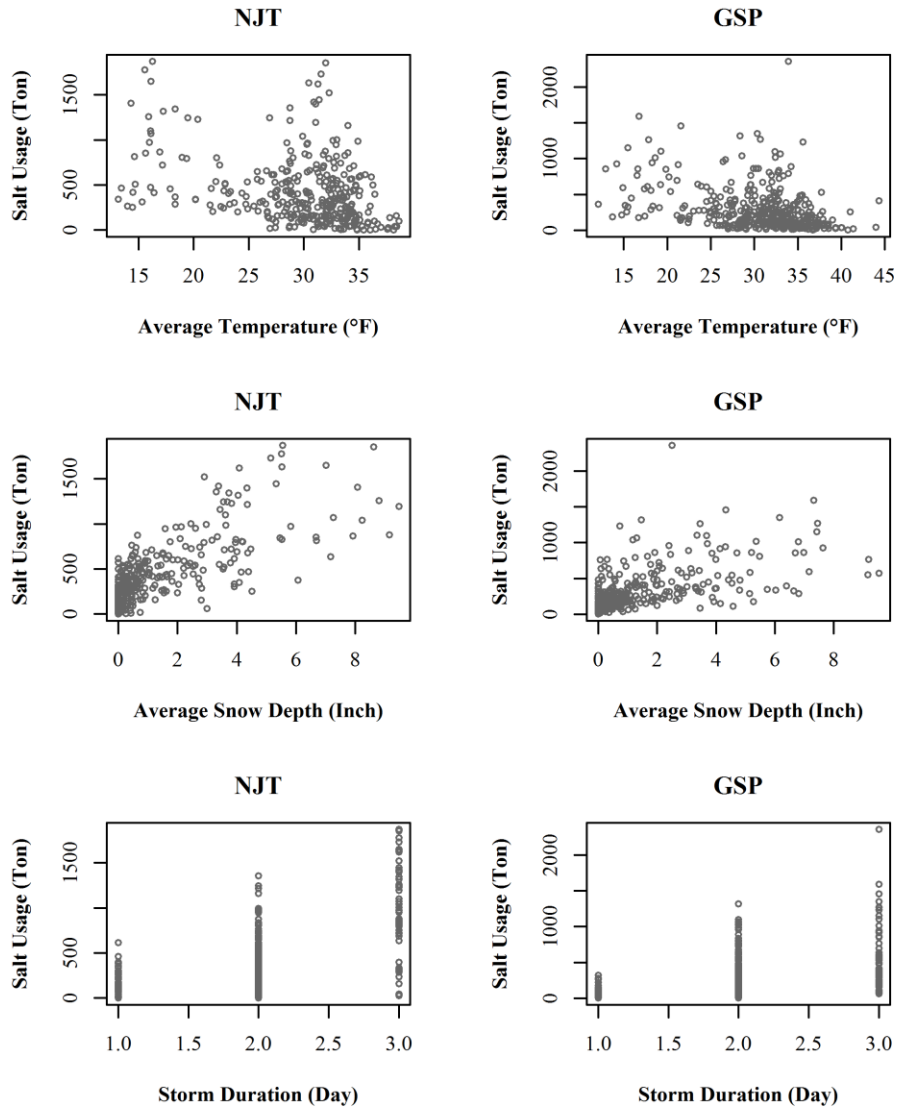 NJT
GSP
Salt Usage (Ton)
0
500
1500
15
20
25
30
35
Average Temperature (°F)
Salt Usage (Ton)
0
1000
2000
10
15
20
25
30
35
40
45
Average Temperature (°F)
NJT
GSP
Salt Usage (Ton)
0
500
1500
0
2
4
6
8
Average Snow Depth (Inch)
Salt Usage (Ton)
0
1000
2000
0
2
4
6
8
Average Snow Depth (Inch)
NJT
GSP
Salt Usage (Ton)
0
500
1500
1.0
1.5
2.0
2.5
3.0
Storm Duration (Day)
Salt Usage (Ton)
0
1000
2000
1.0
1.5
2.0
2.5
3.0
Storm Duration (Day)